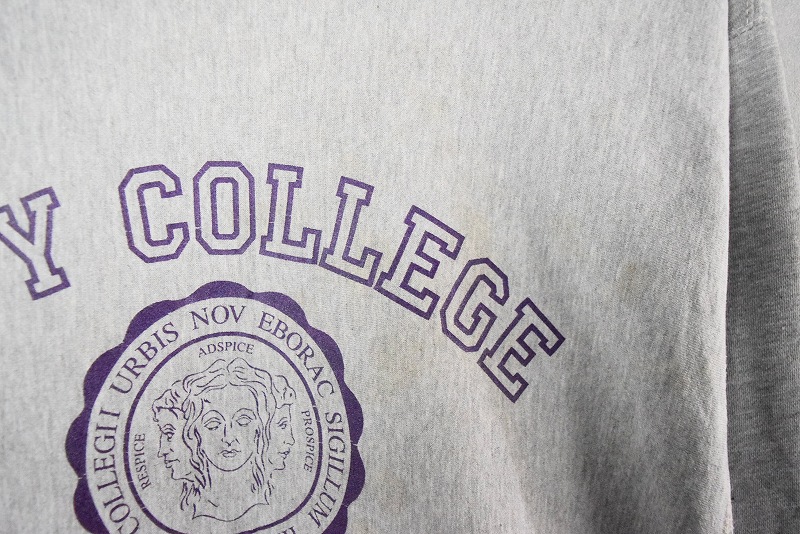 Y COLLEGE
COLLEGII URBIS NOV EBORAC SIGILLUM
ADSPICE
RESPICE
PROSPICE